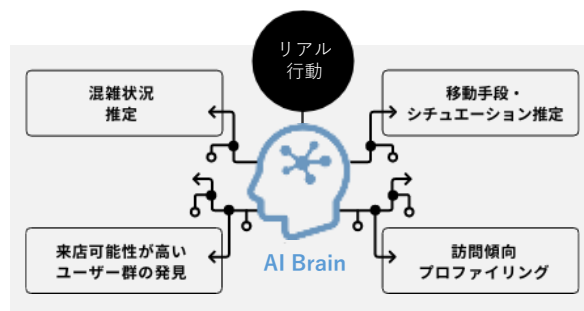 リアル
行動
混雑状況
推定
移動手段・
シチュエーション推定
来店可能性が高い
ユーザー群の発見
AI Brain
訪問傾向
プロファイリング